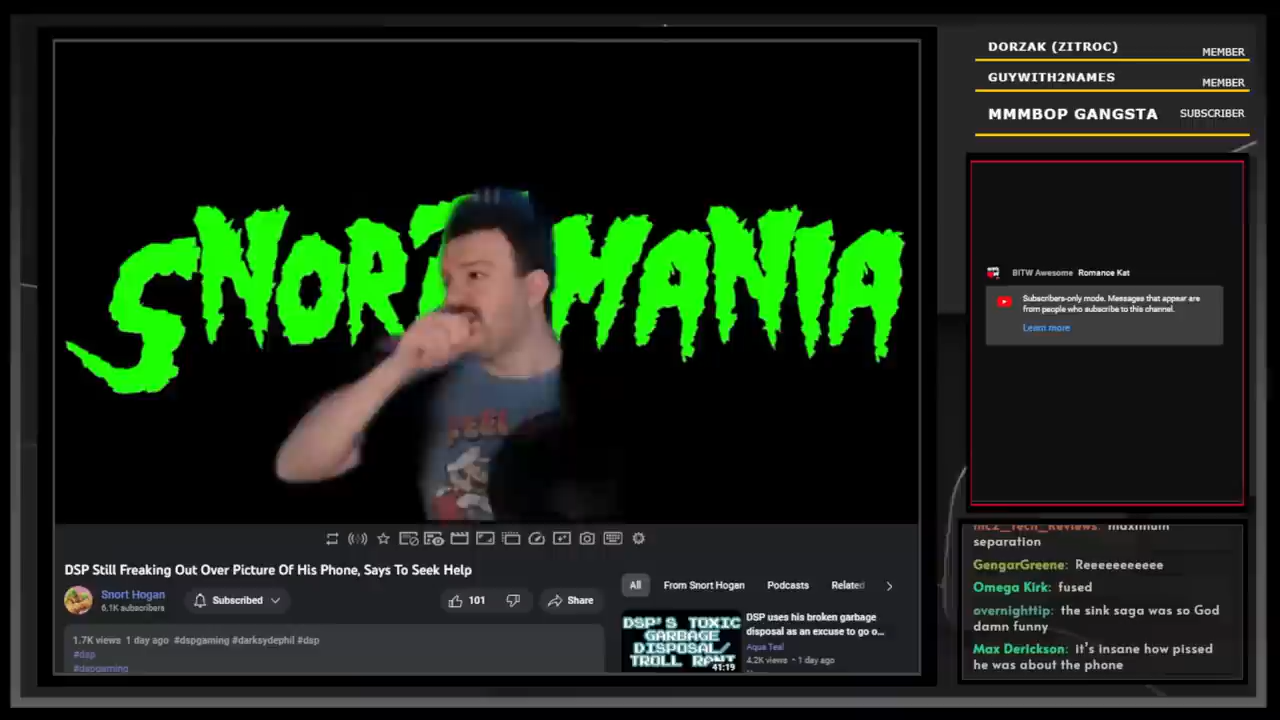 DORZAK (ZITROC)
MEMBER
GUYWITH2NAMES
MEMBER
MMMBOP GANGSTA
SUBSCRIBER
MANIA
FEEL
BITW Awesome Romance Kat
Subscribers-only mode. Messages that appear are
from people who subscribe to this channel.
Learn more
maximum
separation
GengarGreene: Reeeeeeeeeee
Omega Kirk: fused
overnighttip: the sink saga was so God
damn funny
Max Derickson: it's insane how pissed
he was about the phone
DSP Still Freaking Out Over Picture Of His Phone, Says To Seek Help
Snort Hogan
6.1K subscribers
Subscribed
101
Share
1.7K views 1 day ago #dspgaming #darksydephil #dsp
#dsp
#dspgaming
All
From Snort Hogan
Podcasts
Related
DSP'S TOXIC
GARBAGE
DISPOSAL/
TROLL RANT
41:19
DSP uses his broken garbage
disposal as an excuse to go o...
Aqua Teal
4.2K views • 1 day ago